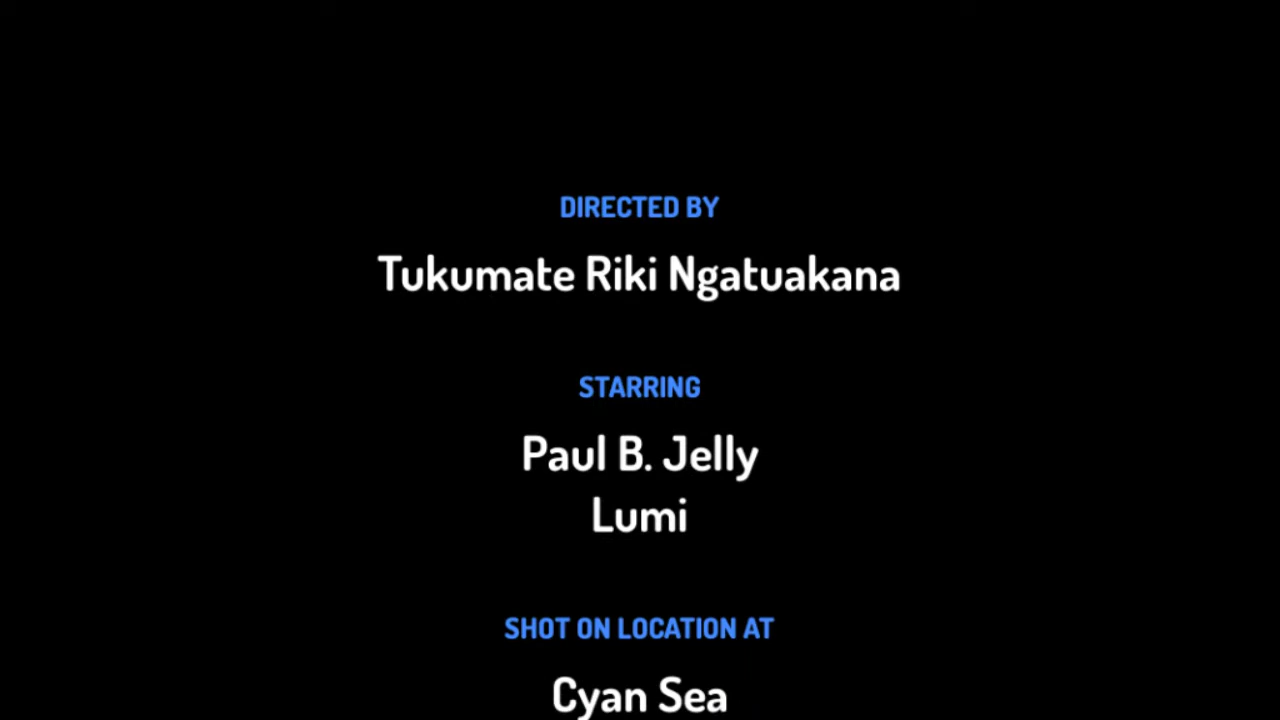 DIRECTED BY
Tukumate Riki Ngatuakana
STARRING
Paul B. Jelly
Lumi
SHOT ON LOCATION AT
Cyan Sea